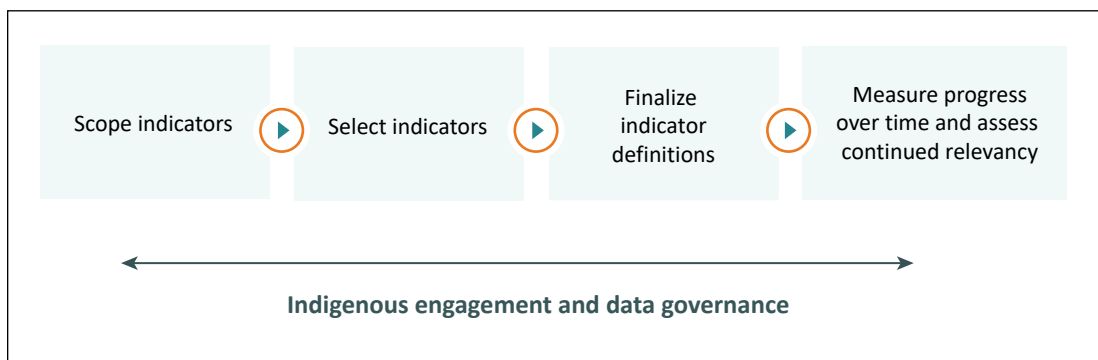 Scope indicators
Select indicators
Finalize
indicator
definitions
Measure progress
over time and assess
continued relevancy
Indigenous engagement and data governance